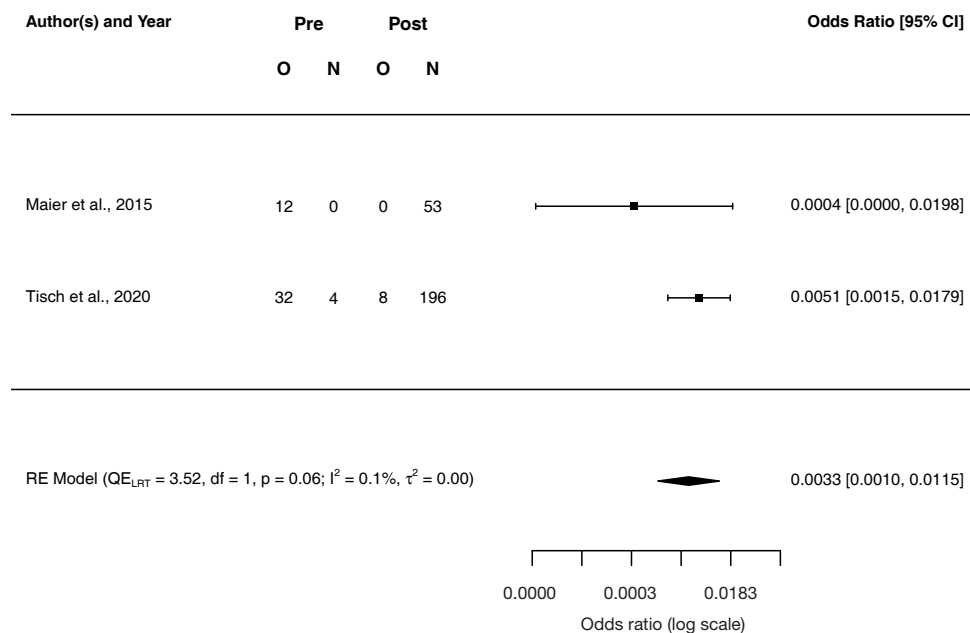 Author(s) and Year Pre Post Odds Ratio [95% CI]
O N O N
Maier et al., 2015 12 0 0 53 0.0004 [0.0000, 0.0198]
Tisch et al., 2020 32 4 8 196 0.0051 [0.0015, 0.0179]
RE Model (QE_LRT = 3.52, df = 1, p = 0.06; I² = 0.1%, τ² = 0.00) 0.0033 [0.0010, 0.0115]
0.0000 0.0003 0.0183
Odds ratio (log scale)